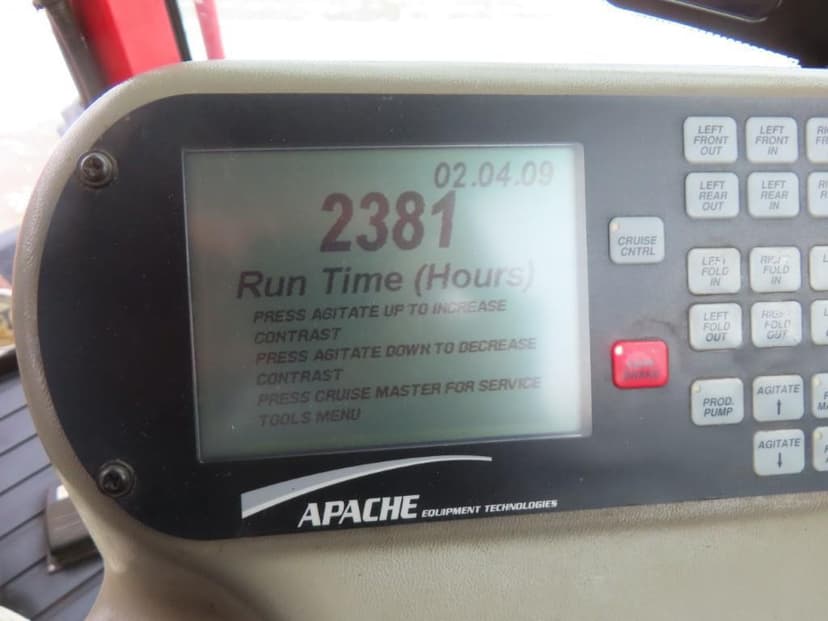 02.04.09
2381
Run Time (Hours)
PRESS AGITATE UP TO INCREASE
CONTRAST
PRESS AGITATE DOWN TO DECREASE
CONTRAST
PRESS CRUISE MASTER FOR SERVICE
TOOLS MENU
APACHE EQUIPMENT TECHNOLOGIES
CRUISE
CNTRL
LEFT
FRONT
OUT
LEFT
FRONT
IN
LEFT
REAR
OUT
LEFT
REAR
IN
LEFT
FOLD
IN
RIGHT
FOLD
IN
LEFT
FOLD
OUT
RIGHT
FOLD
OUT
PROD.
PUMP
AGITATE
↑
AGITATE
↓